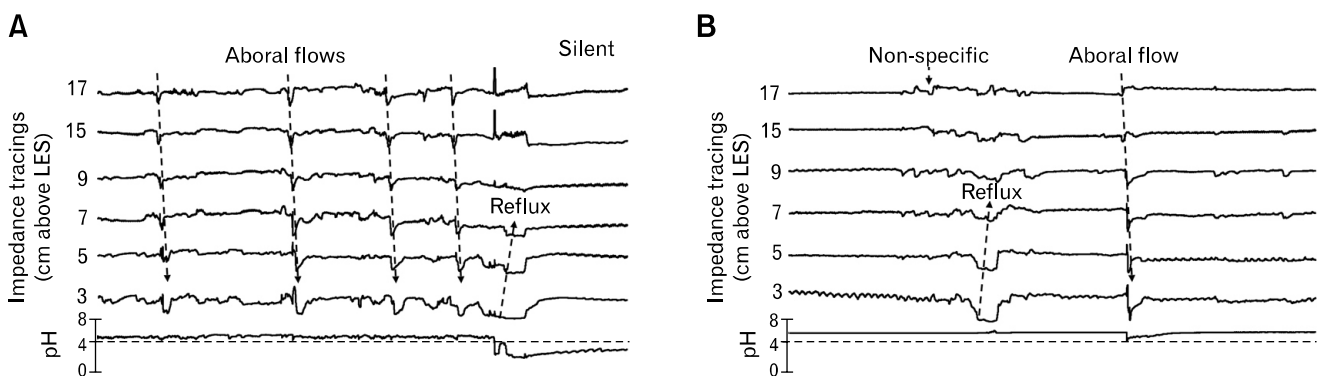 A
Aboral flows
Silent
Impedance tracings
(cm above LES)
17
15
9
7
5
3
Reflux
pH
8
4
0
B
Non-specific
Aboral flow
Impedance tracings
(cm above LES)
17
15
9
7
5
3
Reflux
pH
8
4
0